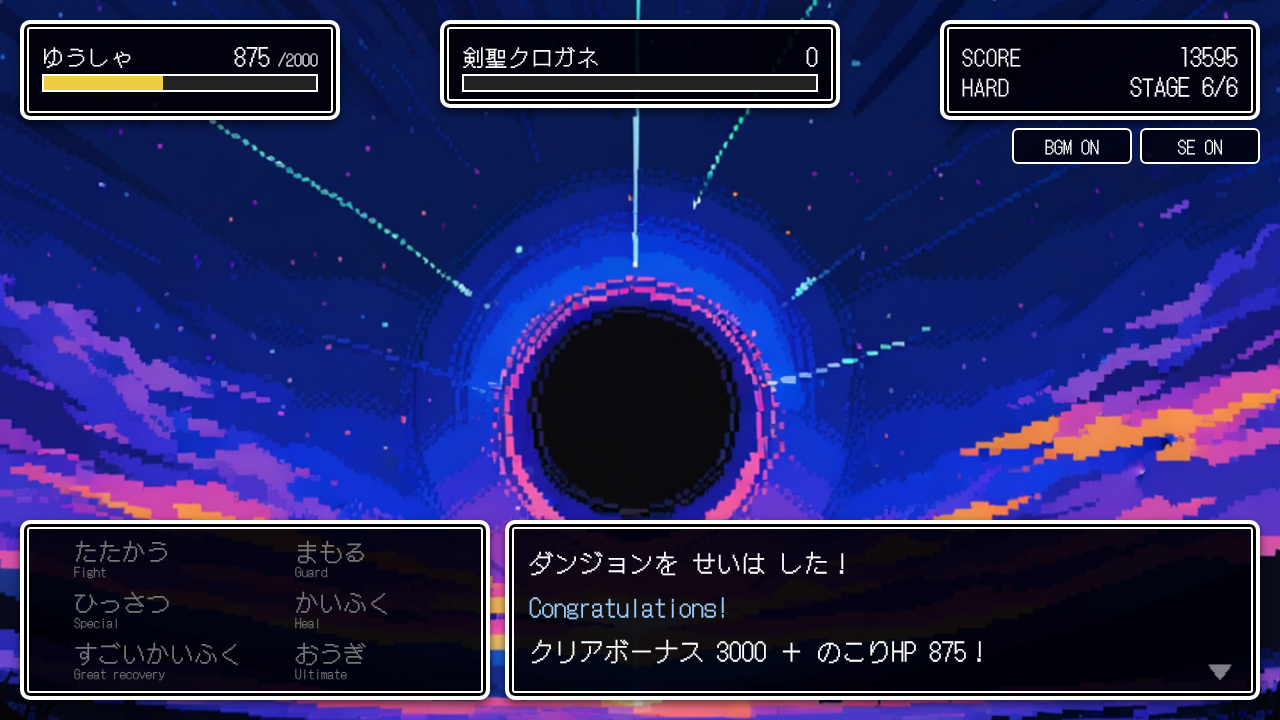 ゆうしゃ 875 /2000
剣聖クロガネ 0
SCORE 13595
HARD STAGE 6/6
BGM ON SE ON
たたかう まもる
Fight Guard
ひっさつ かいふく
Special Heal
すごいかいふく おうぎ
Great recovery Ultimate
ダンジョンを せいは した！
Congratulations!
クリアボーナス 3000 ＋ のこりHP 875！